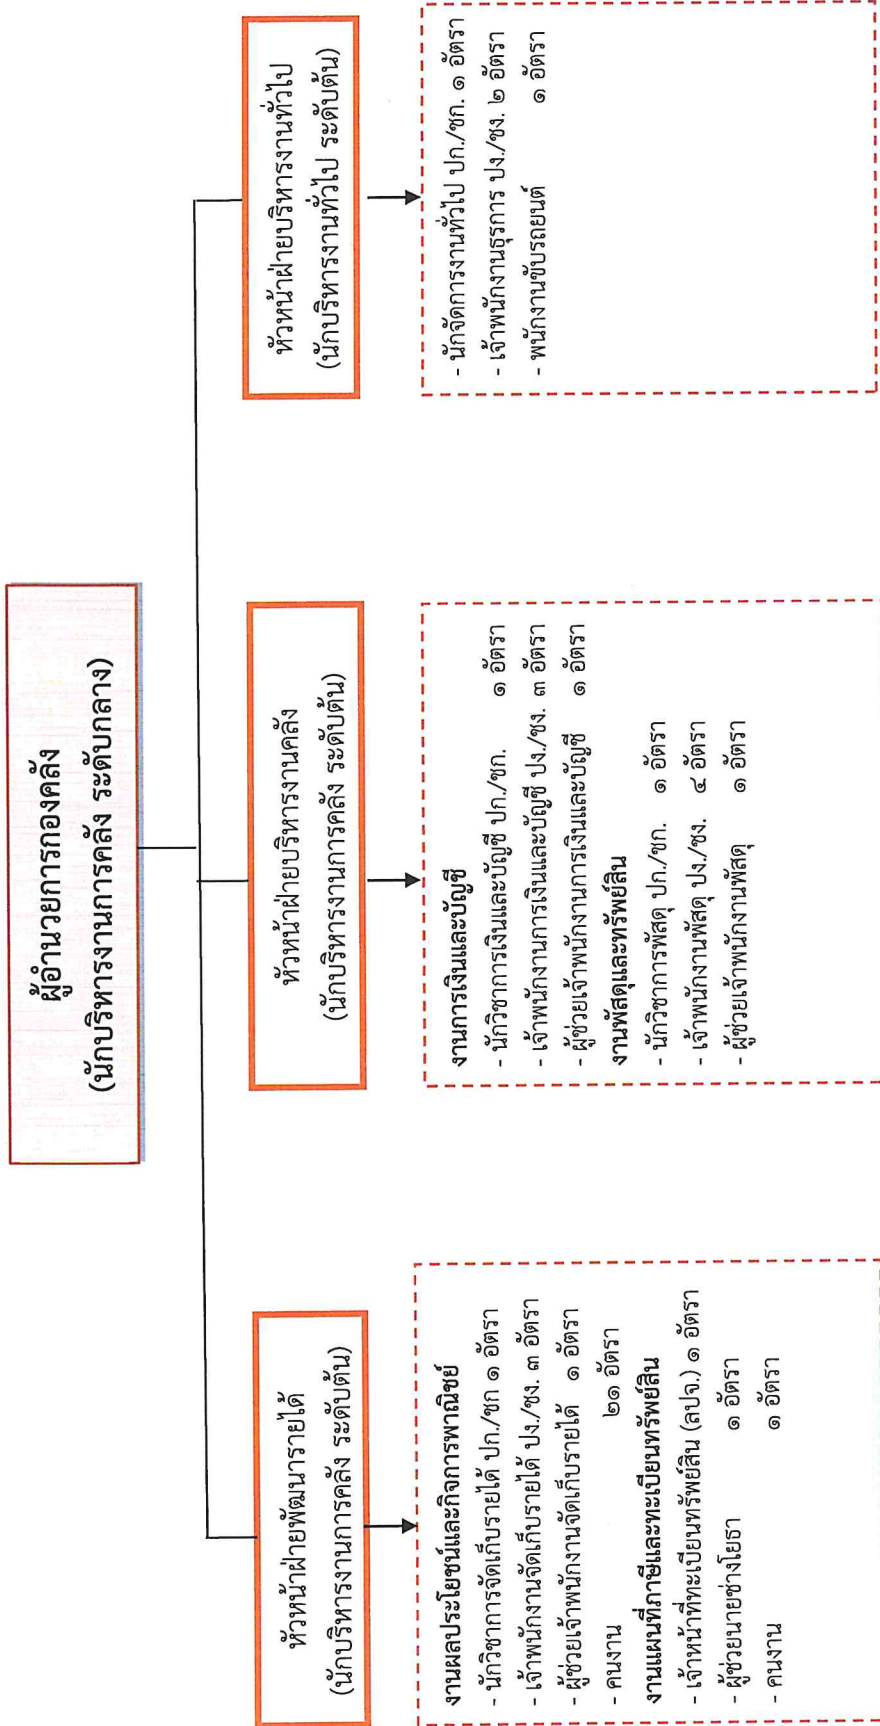 ผู้อำนวยการกองคลัง
(นักบริหารงานการคลัง ระดับกลาง)
หัวหน้าฝ่ายพัฒนารายได้
(นักบริหารงานการคลัง ระดับต้น)
งานผลประโยชน์และกิจการพาณิชย์
- นักวิชาการจัดเก็บรายได้ ปก./ชก ๑ อัตรา
- เจ้าพนักงานจัดเก็บรายได้ ปง./ชง. ๓ อัตรา
- ผู้ช่วยเจ้าพนักงานจัดเก็บรายได้ ๑ อัตรา
- คนงาน ๒๑ อัตรา
งานแผนที่ภาษีและทะเบียนทรัพย์สิน
- เจ้าหน้าที่ทะเบียนทรัพย์สิน (ลปจ.) ๑ อัตรา
- ผู้ช่วยนายช่างโยธา ๑ อัตรา
- คนงาน ๑ อัตรา
หัวหน้าฝ่ายบริหารงานคลัง
(นักบริหารงานการคลัง ระดับต้น)
งานการเงินและบัญชี
- นักวิชาการเงินและบัญชี ปก./ชก. ๑ อัตรา
- เจ้าพนักงานการเงินและบัญชี ปง./ชง. ๓ อัตรา
- ผู้ช่วยเจ้าพนักงานการเงินและบัญชี ๑ อัตรา
งานพัสดุและทรัพย์สิน
- นักวิชาการพัสดุ ปก./ชก. ๑ อัตรา
- เจ้าพนักงานพัสดุ ปง./ชง. ๔ อัตรา
- ผู้ช่วยเจ้าพนักงานพัสดุ ๑ อัตรา
หัวหน้าฝ่ายบริหารงานทั่วไป
(นักบริหารงานทั่วไป ระดับต้น)
- นักจัดการงานทั่วไป ปก./ชก. ๑ อัตรา
- เจ้าพนักงานธุรการ ปง./ชง. ๒ อัตรา
- พนักงานขับรถยนต์ ๑ อัตรา